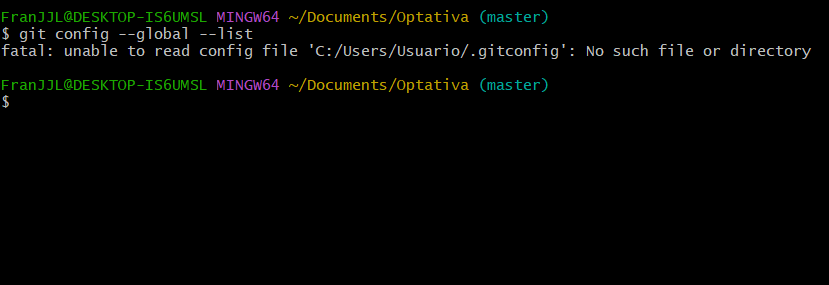 FranJJL@DESKTOP-IS6UMSL MINGW64 ~/Documents/Optativa (master)
$ git config --global --list
fatal: unable to read config file 'C:/Users/Usuario/.gitconfig': No such file or directory
FranJJL@DESKTOP-IS6UMSL MINGW64 ~/Documents/Optativa (master)
$